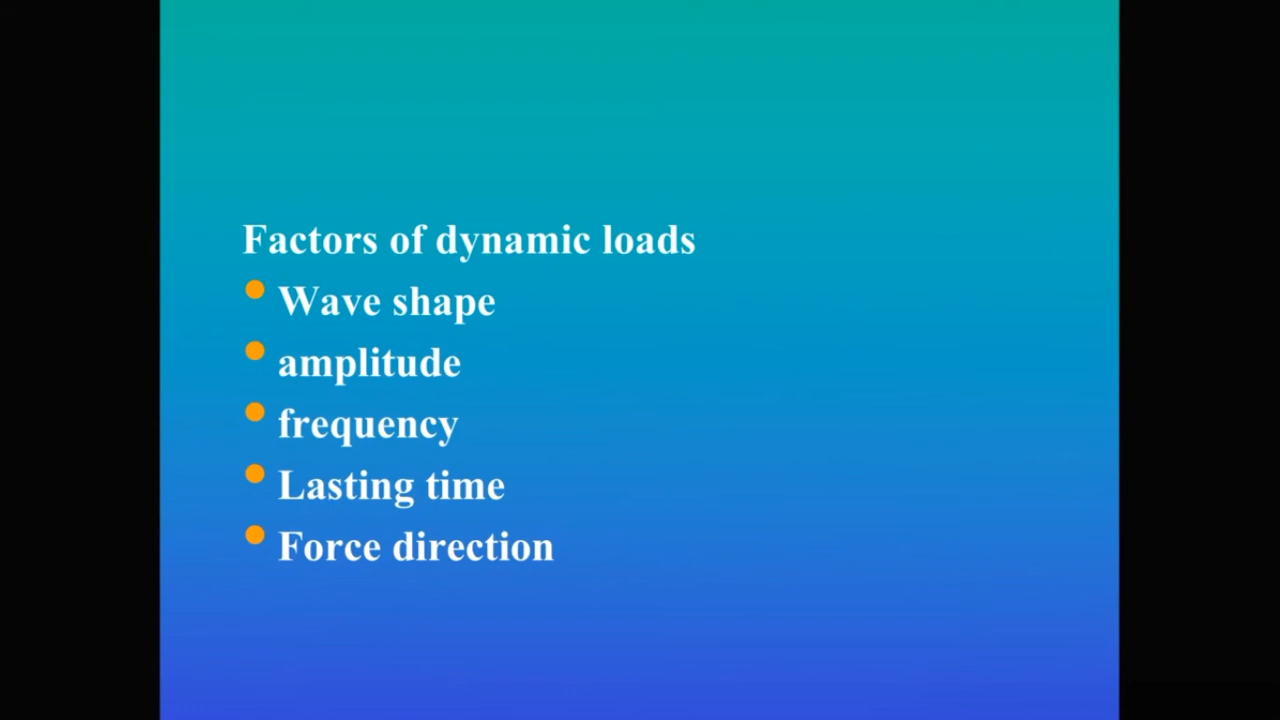 Factors of dynamic loads
Wave shape
amplitude
frequency
Lasting time
Force direction